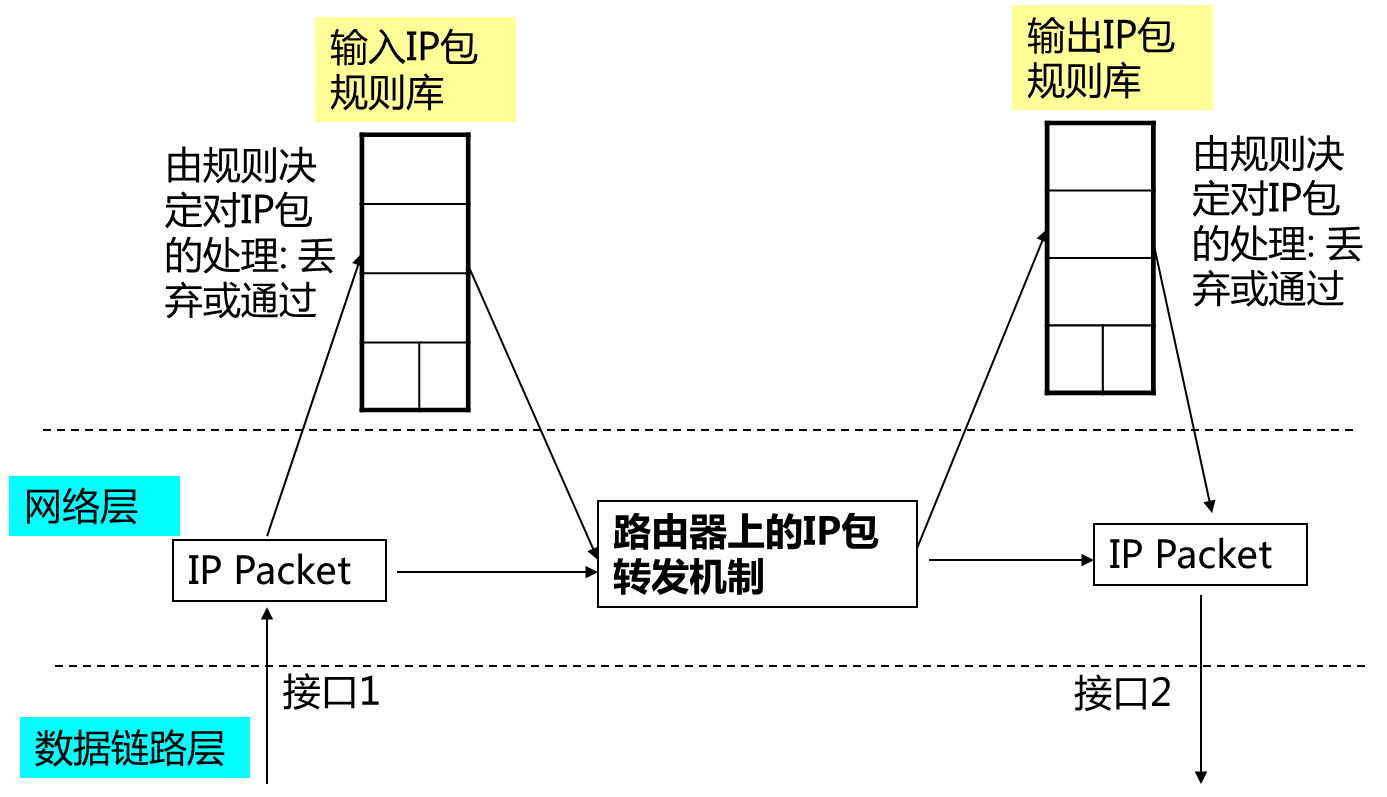 输入IP包
规则库
输出IP包
规则库
由规则决
定对IP包
的处理: 丢
弃或通过
由规则决
定对IP包
的处理: 丢
弃或通过
网络层
IP Packet
路由器上的IP包
转发机制
IP Packet
接口1
接口2
数据链路层